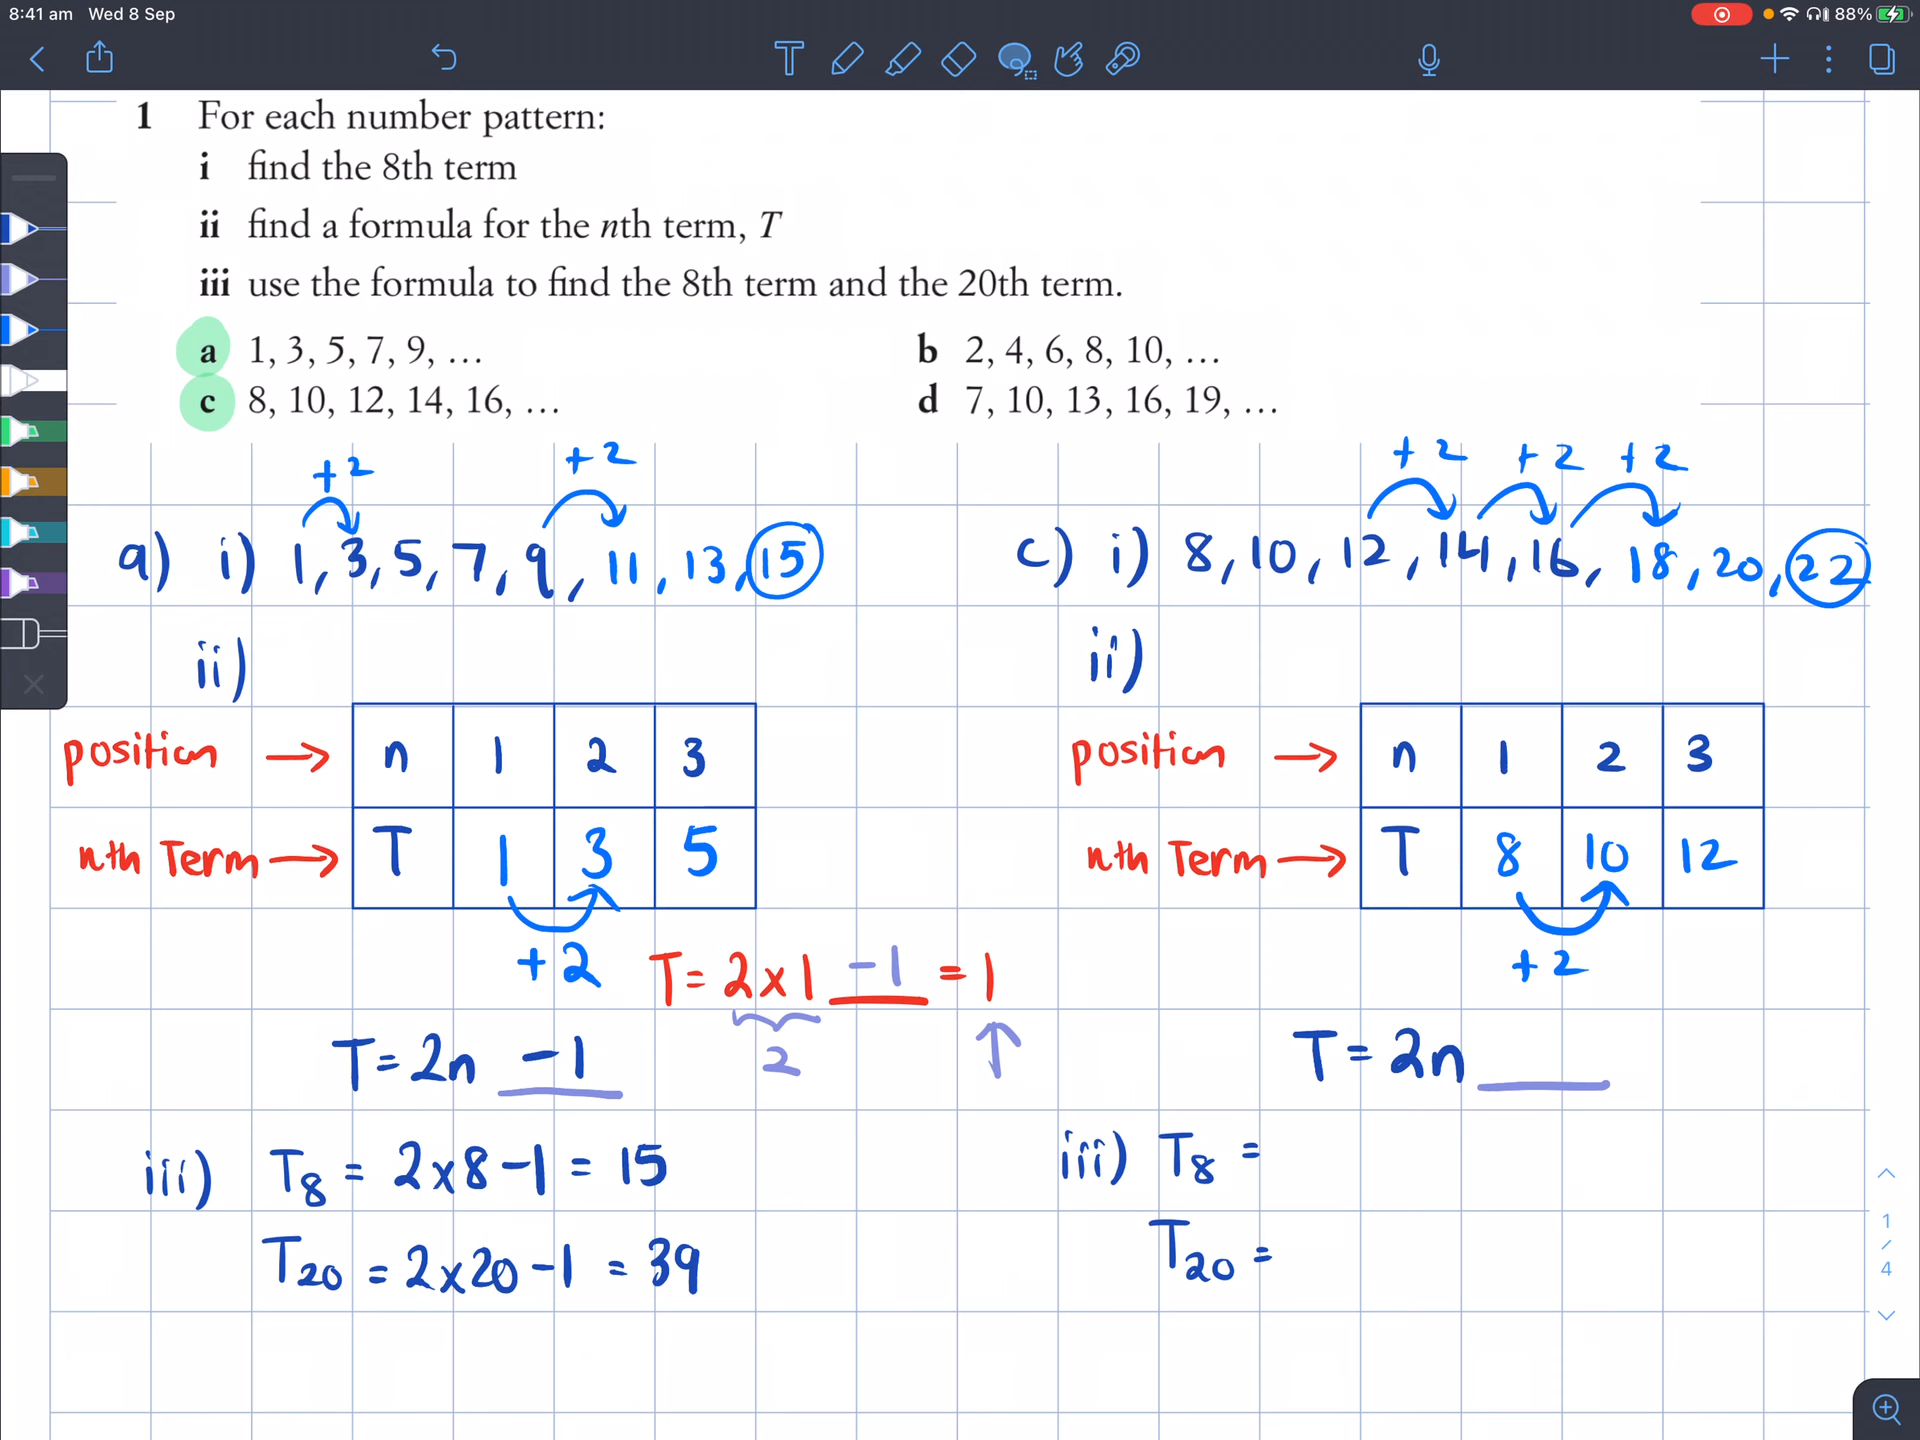 8:41 am Wed 8 Sep
88%
1 For each number pattern:
i find the 8th term
ii find a formula for the nth term, T
iii use the formula to find the 8th term and the 20th term.
a 1, 3, 5, 7, 9, …
b 2, 4, 6, 8, 10, …
c 8, 10, 12, 14, 16, …
d 7, 10, 13, 16, 19, …
+2 +2
a) i) 1, 3, 5, 7, 9, 11, 13, 15
ii)
position → n 1 2 3
nth Term → T 1 3 5
+2
T = 2 x 1 -1 = 1
2
T = 2n -1
iii) T8 = 2x8-1 = 15
T20 = 2x20-1 = 39
+2 +2 +2
c) i) 8, 10, 12, 14, 16, 18, 20, 22
ii)
position → n 1 2 3
nth Term → T 8 10 12
+2
T = 2n ___
iii) T8 =
T20 =
1 / 4